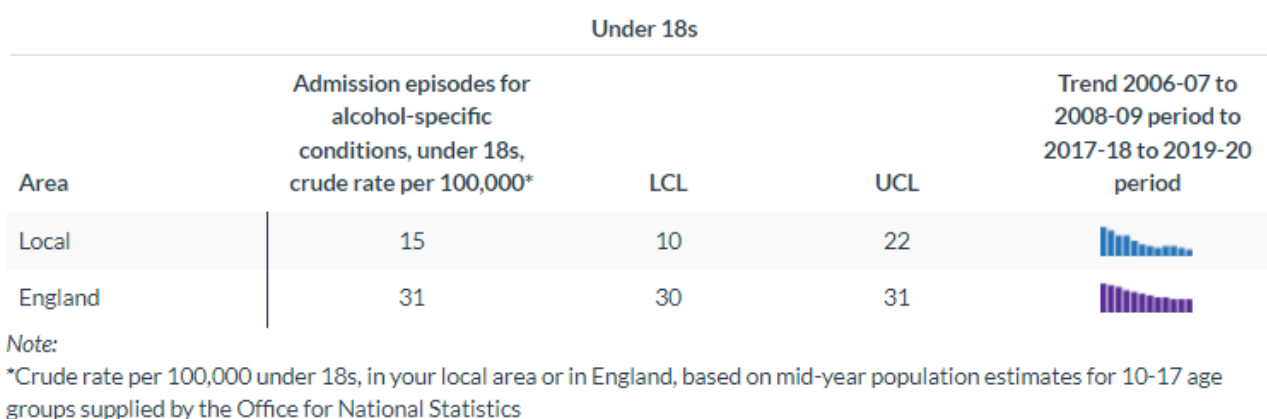 Under 18s
Admission episodes for
alcohol-specific
conditions, under 18s,
crude rate per 100,000*
Trend 2006-07 to
2008-09 period to
2017-18 to 2019-20
period
Area LCL UCL
Local 15 10 22
England 31 30 31
Note:
*Crude rate per 100,000 under 18s, in your local area or in England, based on mid-year population estimates for 10-17 age
groups supplied by the Office for National Statistics